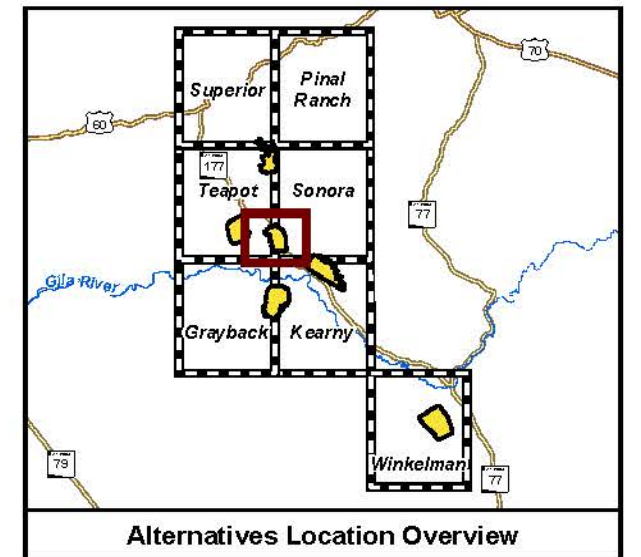 70
Superior
Pinal
Ranch
60
177
Teapot
Sonora
77
Gila River
Grayback
Kearny
79
Winkelman
77
Alternatives Location Overview